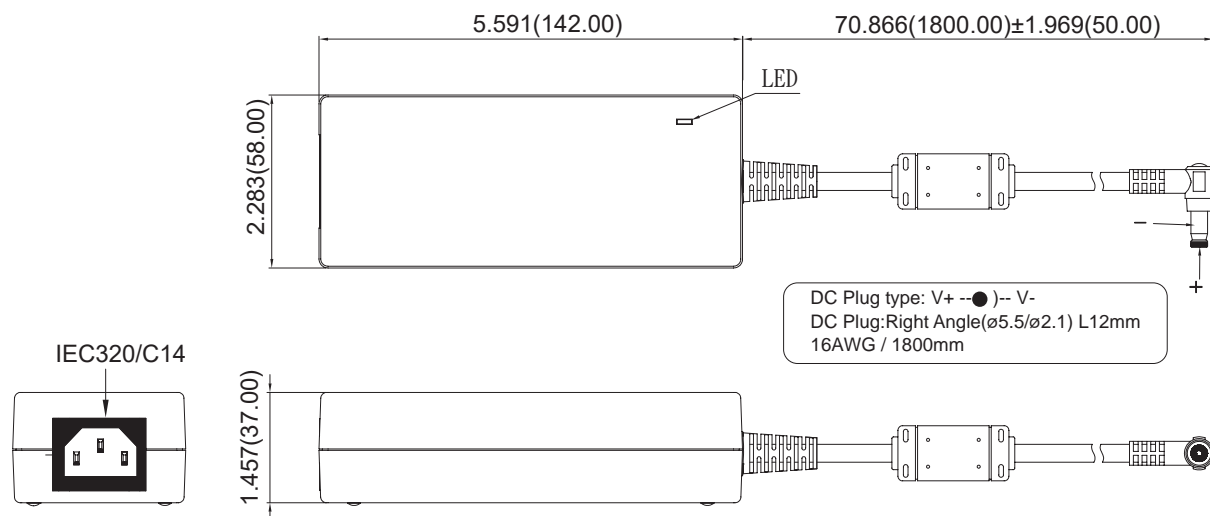 5.591(142.00)
70.866(1800.00)±1.969(50.00)
LED
2.283(58.00)
-
+
DC Plug type: V+ --● )-- V-
DC Plug:Right Angle(ø5.5/ø2.1) L12mm
16AWG / 1800mm
IEC320/C14
1.457(37.00)